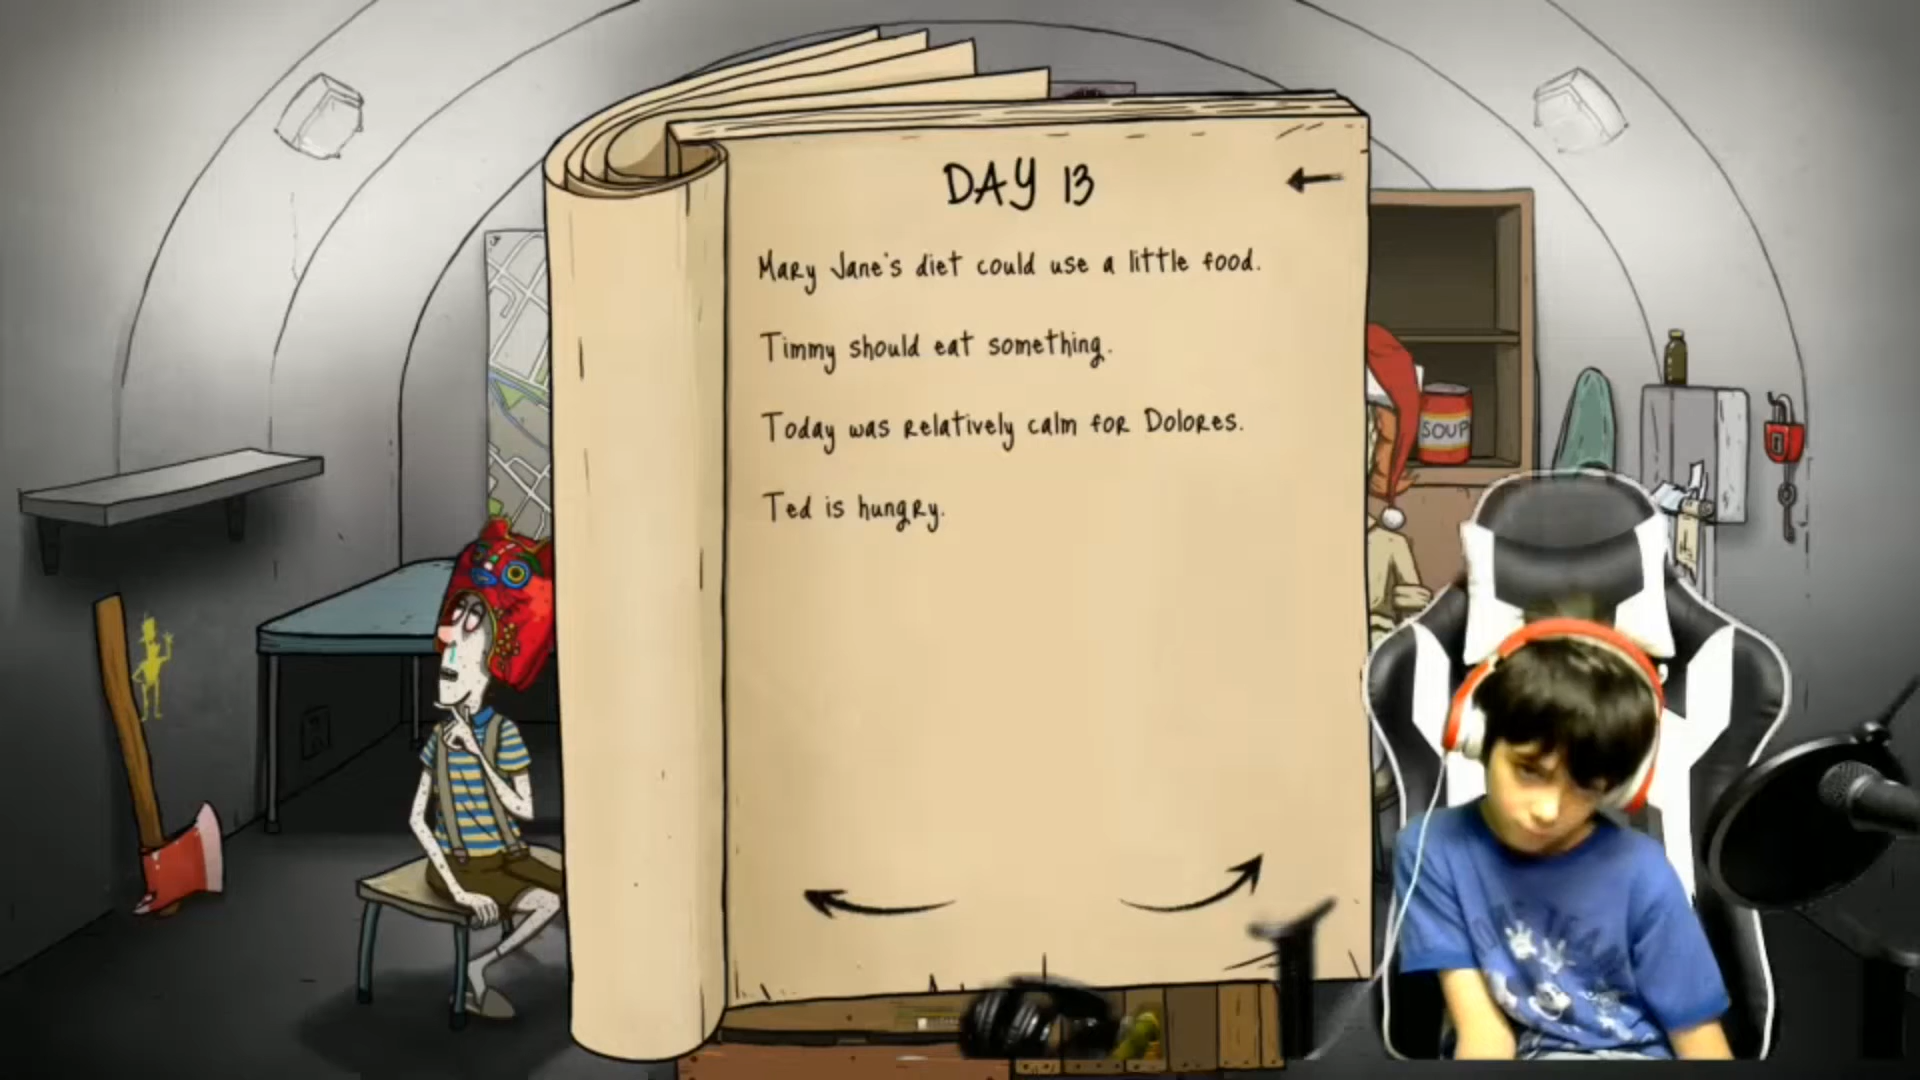 DAY 13
Mary Jane's diet could use a little food.
Timmy should eat something.
Today was relatively calm for Dolores.
Ted is hungry.
SOUP